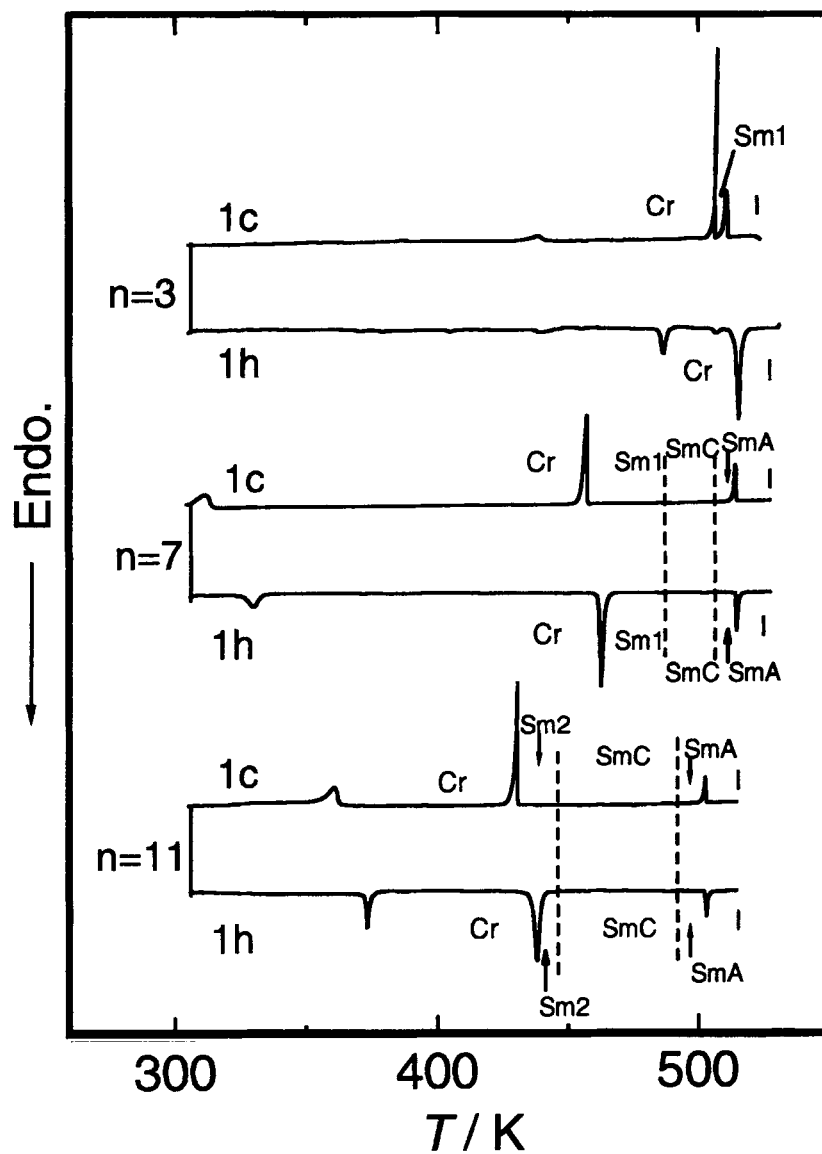 Sm1
Cr I
1c
n=3
1h
Cr I
Endo.
Cr Sm1 SmC SmA
1c I
n=7
1h Cr Sm1 I
SmC SmA
Sm2
SmC SmA
1c Cr I
n=11
1h Cr SmC I
SmA
Sm2
300 400 500
T / K